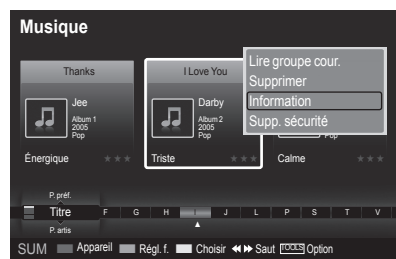 Musique
Thanks
Jee
Album 1
2005
Pop
Énergique
I Love You
Darby
Album 2
2005
Pop
Triste
Pop
Calme
Lire groupe cour.
Supprimer
Information
Supp. sécurité
P. préf.
Titre F G H I J L P S T V
P. artis
SUM Appareil Régl. f. Choisir Saut TOOLS Option